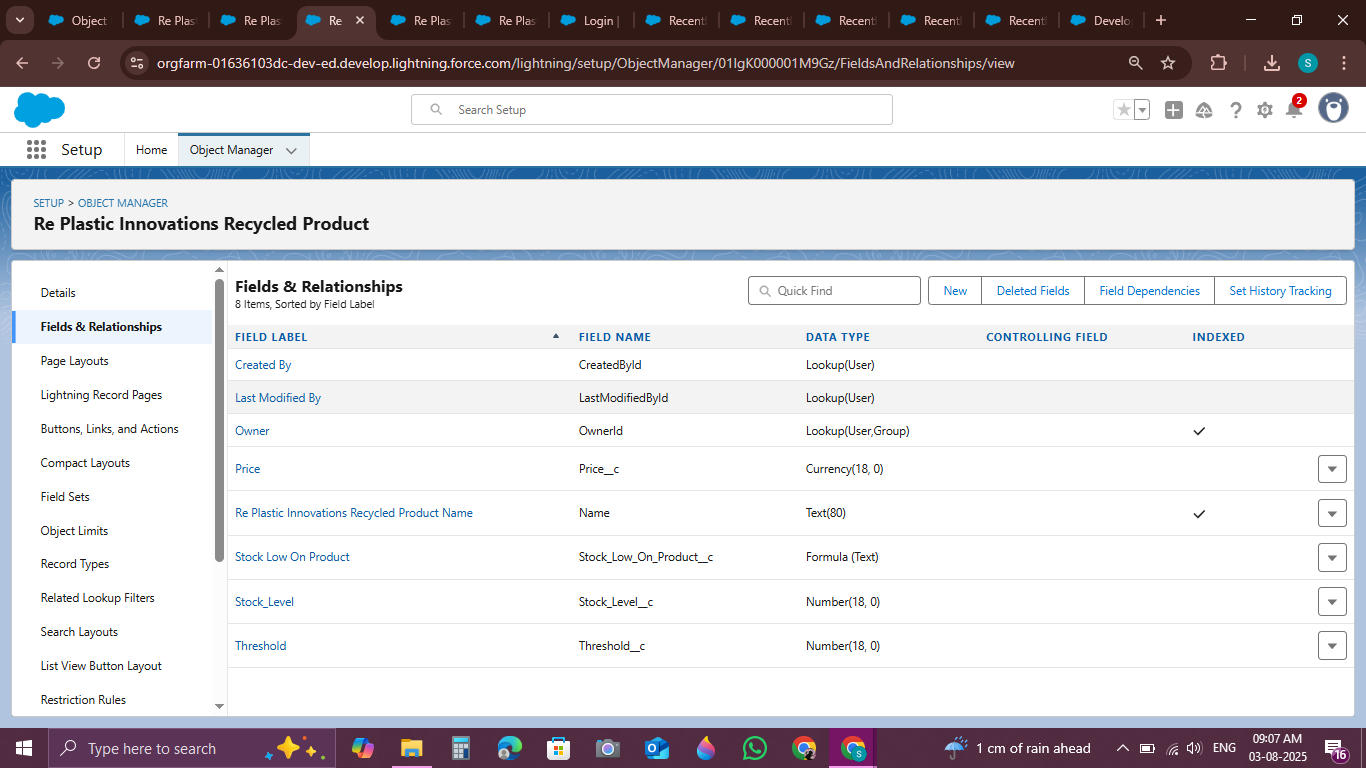 Object
Re Plast
Re Plas
Re
Re Plas
Re Plas
Login |
Recentl
Recentl
Recentl
Recentl
Recentl
Develo
orgfarm-01636103dc-dev-ed.develop.lightning.force.com/lightning/setup/ObjectManager/01IgK000001M9Gz/FieldsAndRelationships/view
S
Search Setup
2
Setup
Home
Object Manager
SETUP > OBJECT MANAGER
Re Plastic Innovations Recycled Product
Details
Fields & Relationships
Page Layouts
Lightning Record Pages
Buttons, Links, and Actions
Compact Layouts
Field Sets
Object Limits
Record Types
Related Lookup Filters
Search Layouts
List View Button Layout
Restriction Rules
Fields & Relationships
8 Items, Sorted by Field Label
Quick Find
New
Deleted Fields
Field Dependencies
Set History Tracking
FIELD LABEL FIELD NAME DATA TYPE CONTROLLING FIELD INDEXED
Created By CreatedById Lookup(User)
Last Modified By LastModifiedById Lookup(User)
Owner OwnerId Lookup(User,Group)
Price Price__c Currency(18, 0)
Re Plastic Innovations Recycled Product Name Name Text(80)
Stock Low On Product Stock_Low_On_Product__c Formula (Text)
Stock_Level Stock_Level__c Number(18, 0)
Threshold Threshold__c Number(18, 0)
Type here to search
S
1 cm of rain ahead
ENG
09:07 AM
03-08-2025
16